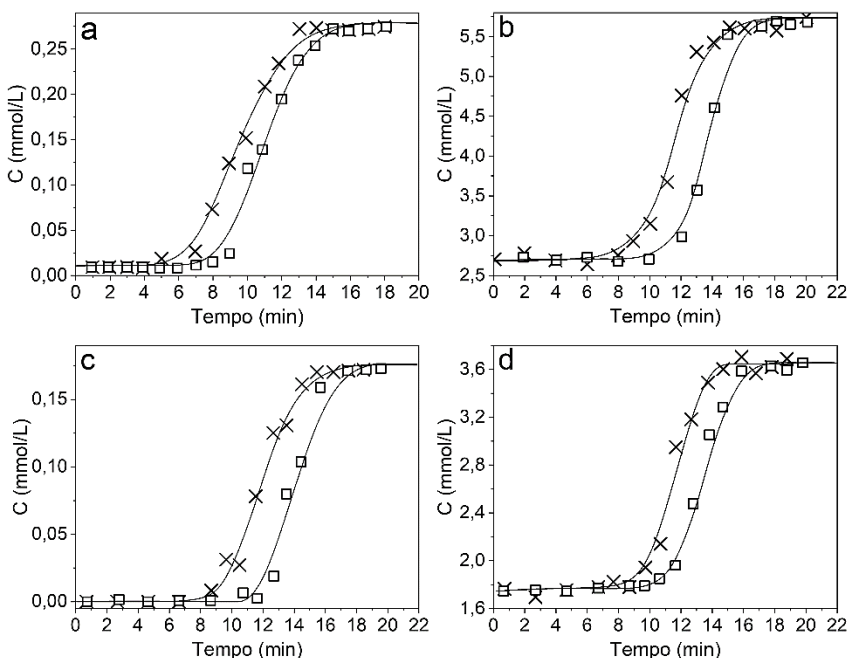 a
C (mmol/L)
0,25
0,20
0,15
0,10
0,05
0,00
0 2 4 6 8 10 12 14 16 18 20
Tempo (min)
b
C (mmol/L)
5,5
5,0
4,5
4,0
3,5
3,0
2,5
0 2 4 6 8 10 12 14 16 18 20 22
Tempo (min)
c
C (mmol/L)
0,15
0,10
0,05
0,00
0 2 4 6 8 10 12 14 16 18 20 22
Tempo (min)
d
C (mmol/L)
3,6
3,2
2,8
2,4
2,0
1,6
0 2 4 6 8 10 12 14 16 18 20 22
Tempo (min)